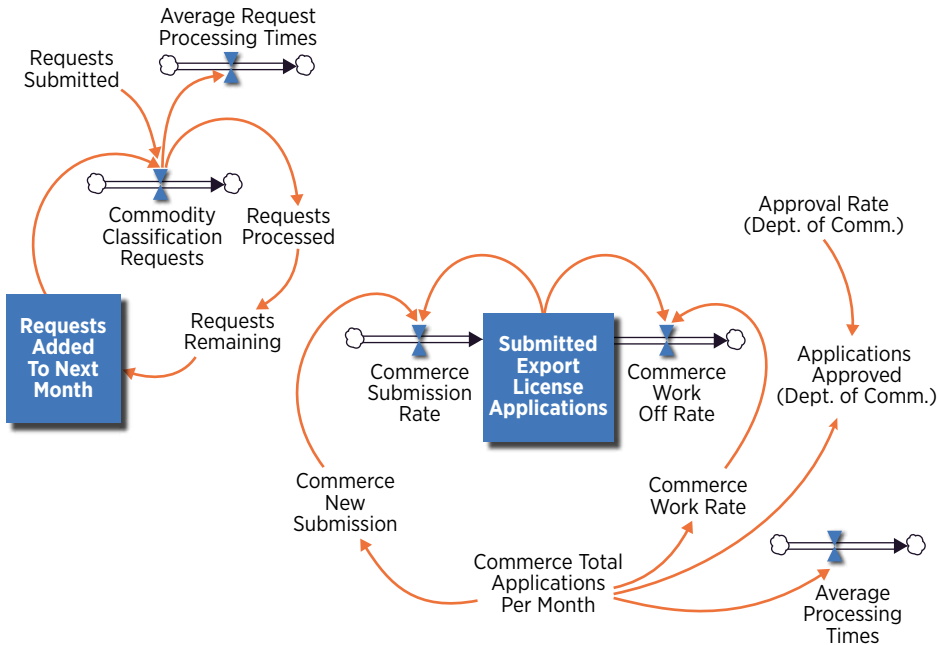 Average Request
Processing Times
Requests
Submitted
Commodity
Classification
Requests
Requests
Processed
Approval Rate
(Dept. of Comm.)
Requests
Added
To Next
Month
Requests
Remaining
Commerce
Submission
Rate
Submitted
Export
License
Applications
Commerce
Work
Off Rate
Applications
Approved
(Dept. of Comm.)
Commerce
New
Submission
Commerce
Work Rate
Commerce Total
Applications
Per Month
Average
Processing
Times